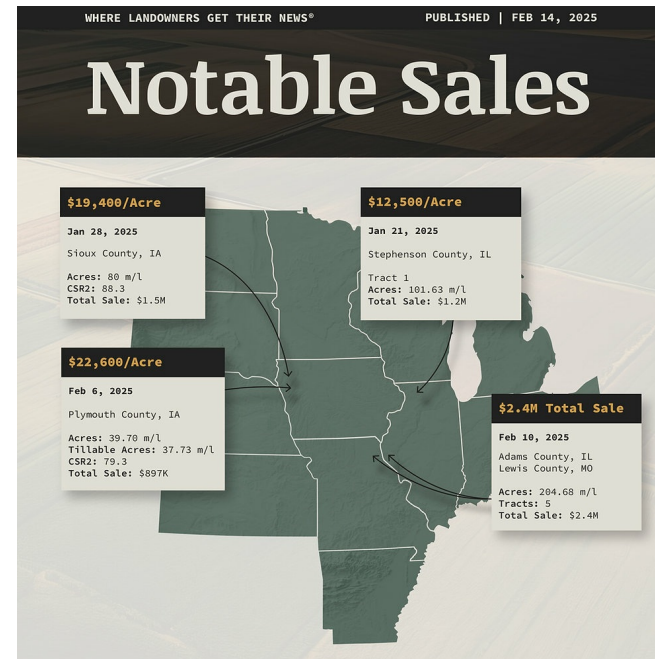 WHERE LANDOWNERS GET THEIR NEWS®
PUBLISHED | FEB 14, 2025
Notable Sales
$19,400/Acre
Jan 28, 2025
Sioux County, IA
Acres: 80 m/l
CSR2: 88.3
Total Sale: $1.5M
$12,500/Acre
Jan 21, 2025
Stephenson County, IL
Tract 1
Acres: 101.63 m/l
Total Sale: $1.2M
$22,600/Acre
Feb 6, 2025
Plymouth County, IA
Acres: 39.70 m/l
Tillable Acres: 37.73 m/l
CSR2: 79.3
Total Sale: $897K
$2.4M Total Sale
Feb 10, 2025
Adams County, IL
Lewis County, MO
Acres: 204.68 m/l
Tracts: 5
Total Sale: $2.4M